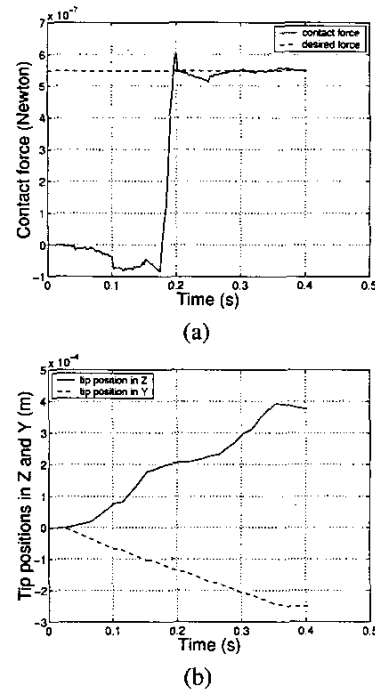 x 10⁻⁷
7
6
5
4
3
2
1
0
-1
0
0.1
0.2
0.3
0.4
0.5
contact force
desired force
Contact force (Newton)
Time (s)
(a)
x 10⁻⁴
5
4
3
2
1
0
-1
-2
-3
0
0.1
0.2
0.3
0.4
0.5
tip position in Z
tip position in Y
Tip positions in Z and Y (m)
Time (s)
(b)